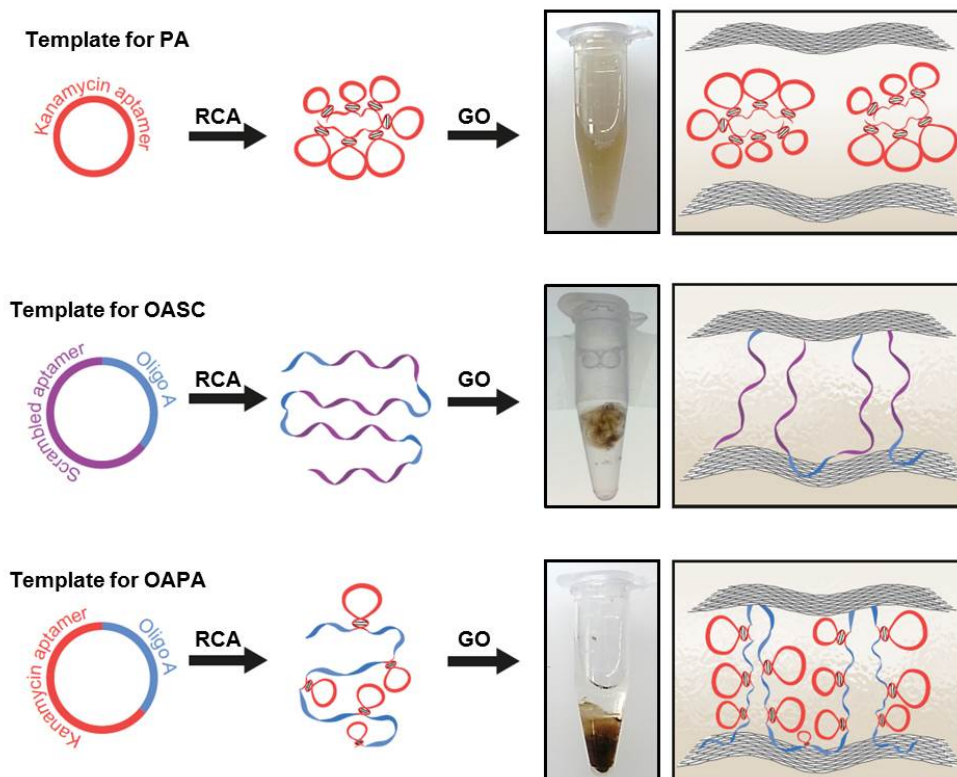 Template for PA
Kanamycin aptamer
RCA
GO
Template for OASC
Scrambled aptamer
Oligo A
RCA
GO
Template for OAPA
Kanamycin aptamer
Oligo A
RCA
GO